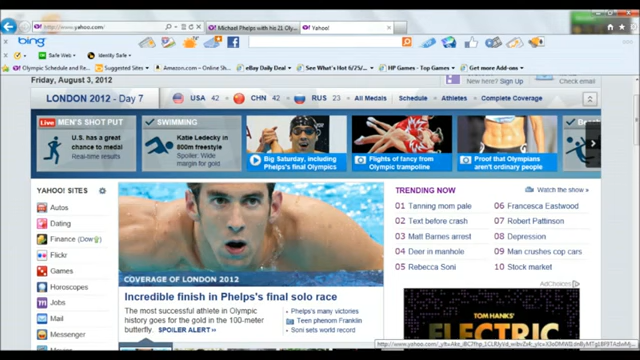 http://www.yahoo.com/
Michael Phelps with his 21 Oly...
Yahoo!
bing
Safe Web
Identity Safe
Olympic Schedule and Res...
Suggested Sites
Amazon.com – Online Sh...
eBay Daily Deal
See What's Hot 6/25/...
HP Games - Top Games
Get more Add-ons
Friday, August 3, 2012
New here? Sign Up
Check email
LONDON 2012 - Day 7
USA 42
CHN 42
RUS 23
All Medals
Schedule
Athletes
Complete Coverage
Live MEN'S SHOT PUT
U.S. has a great
chance to medal
Real-time results
SWIMMING
Katie Ledecky in
800m freestyle
Spoiler: Wide
margin for gold
Big Saturday, including
Phelps's final Olympics
Flights of fancy from
Olympic trampoline
Proof that Olympians
aren't ordinary people
YAHOO! SITES
Autos
Dating
Finance (Dow)
Flickr
Games
Horoscopes
Jobs
Mail
Messenger
COVERAGE OF LONDON 2012
Incredible finish in Phelps's final solo race
The most successful athlete in Olympic
history goes for the gold in the 100-meter
butterfly. SPOILER ALERT ››
Phelps's many victories
Teen phenom Franklin
Soni sets world record
TRENDING NOW
Watch the show »
01 Tanning mom pale
02 Text before crash
03 Matt Barnes arrest
04 Deer in manhole
05 Rebecca Soni
06 Francesca Eastwood
07 Robert Pattinson
08 Depression
09 Man crushes cop cars
10 Stock market
AdChoices
TOM HANKS'
ELECTRIC